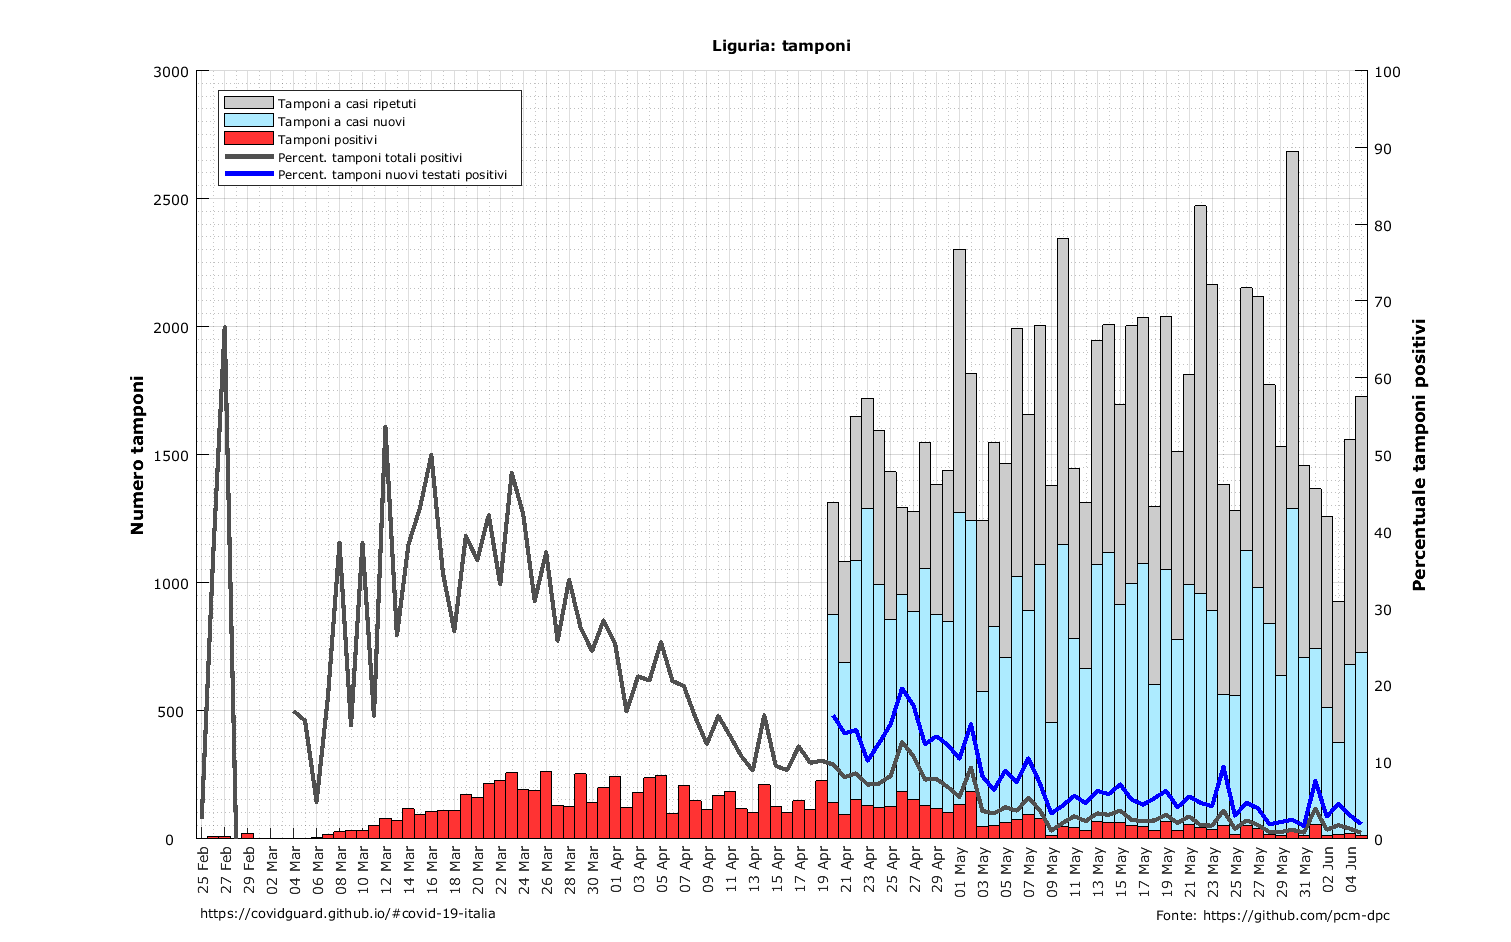 Liguria: tamponi
Tamponi a casi ripetuti
Tamponi a casi nuovi
Tamponi positivi
Percent. tamponi totali positivi
Percent. tamponi nuovi testati positivi
Numero tamponi
3000
2500
2000
1500
1000
500
0
Percentuale tamponi positivi
100
90
80
70
60
50
40
30
20
10
0
25 Feb
27 Feb
29 Feb
02 Mar
04 Mar
06 Mar
08 Mar
10 Mar
12 Mar
14 Mar
16 Mar
18 Mar
20 Mar
22 Mar
24 Mar
26 Mar
28 Mar
30 Mar
01 Apr
03 Apr
05 Apr
07 Apr
09 Apr
11 Apr
13 Apr
15 Apr
17 Apr
19 Apr
21 Apr
23 Apr
25 Apr
27 Apr
29 Apr
01 May
03 May
05 May
07 May
09 May
11 May
13 May
15 May
17 May
19 May
21 May
23 May
25 May
27 May
29 May
31 May
02 Jun
04 Jun
https://covidguard.github.io/#covid-19-italia
Fonte: https://github.com/pcm-dpc